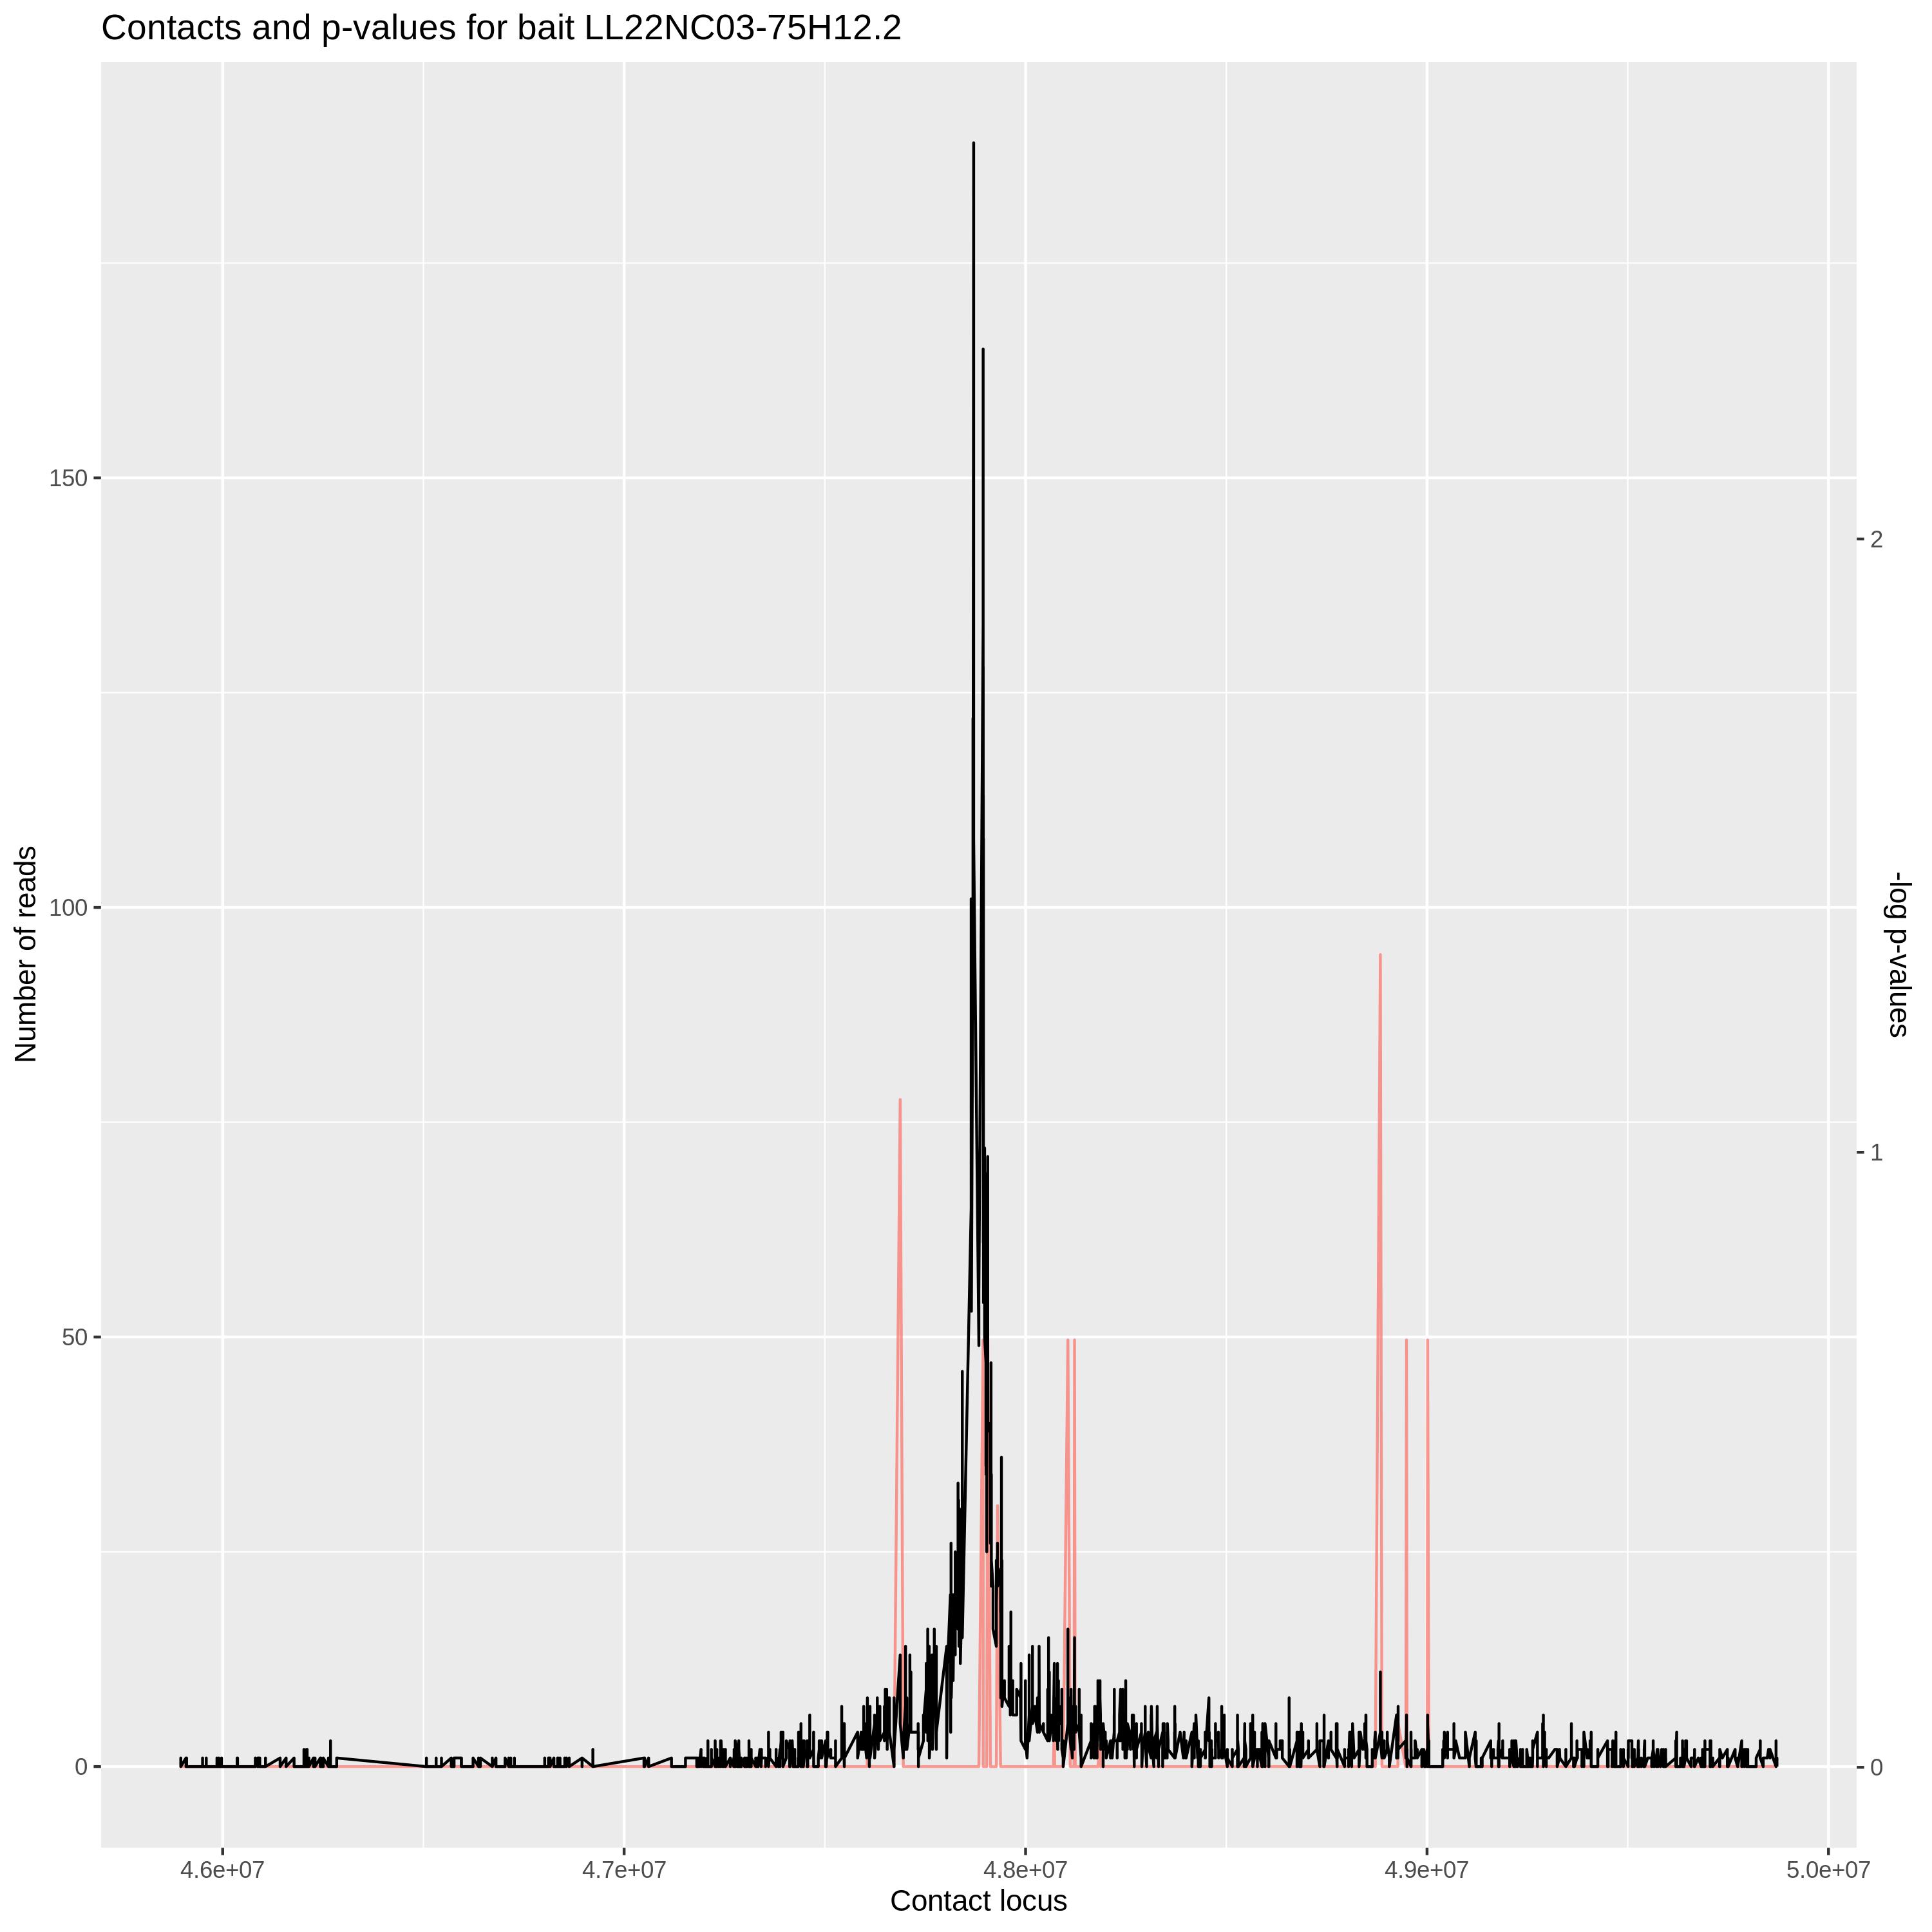 Contacts and p-values for bait LL22NC03-75H12.2
Number of reads
150
100
50
0
2
1
0
-log p-values
4.6e+07
4.7e+07
4.8e+07
4.9e+07
5.0e+07
Contact locus